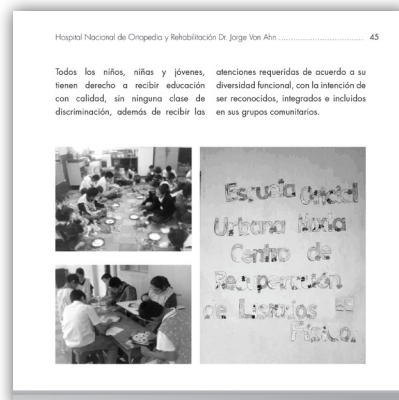 Hospital Nacional de Ortopedia y Rehabilitación Dr. Jorge Von Ahn .................................. 45
Todos los niños, niñas y jóvenes,
tienen derecho a recibir educación
con calidad, sin ninguna clase de
discriminación, además de recibir las
atenciones requeridas de acuerdo a su
diversidad funcional, con la intención de
ser reconocidos, integrados e incluidos
en sus grupos comunitarios.
Escuela Oficial
Urbana Mixta
Centro de
Recuperación
de Lisiados
Físicos